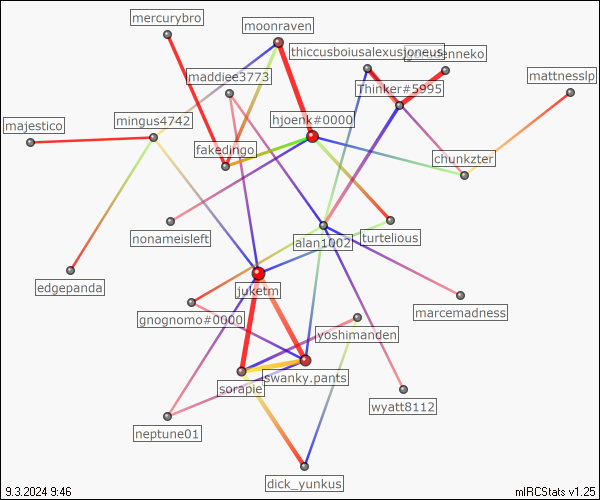 mercurybro
moonraven
thiccusboiusalexusjoneus
maddiee3773
Thinker#5995
mattnesslp
majestico
mingus4742
hjoenk#0000
fakedingo
chunkzter
nonameisleft
alan1002
turtelious
edgepanda
juketm
gnognomo#0000
marcemadness
yoshimanden
sorapie
swanky.pants
wyatt8112
neptune01
dick_yunkus
9.3.2024 9:46
mIRCStats v1.25